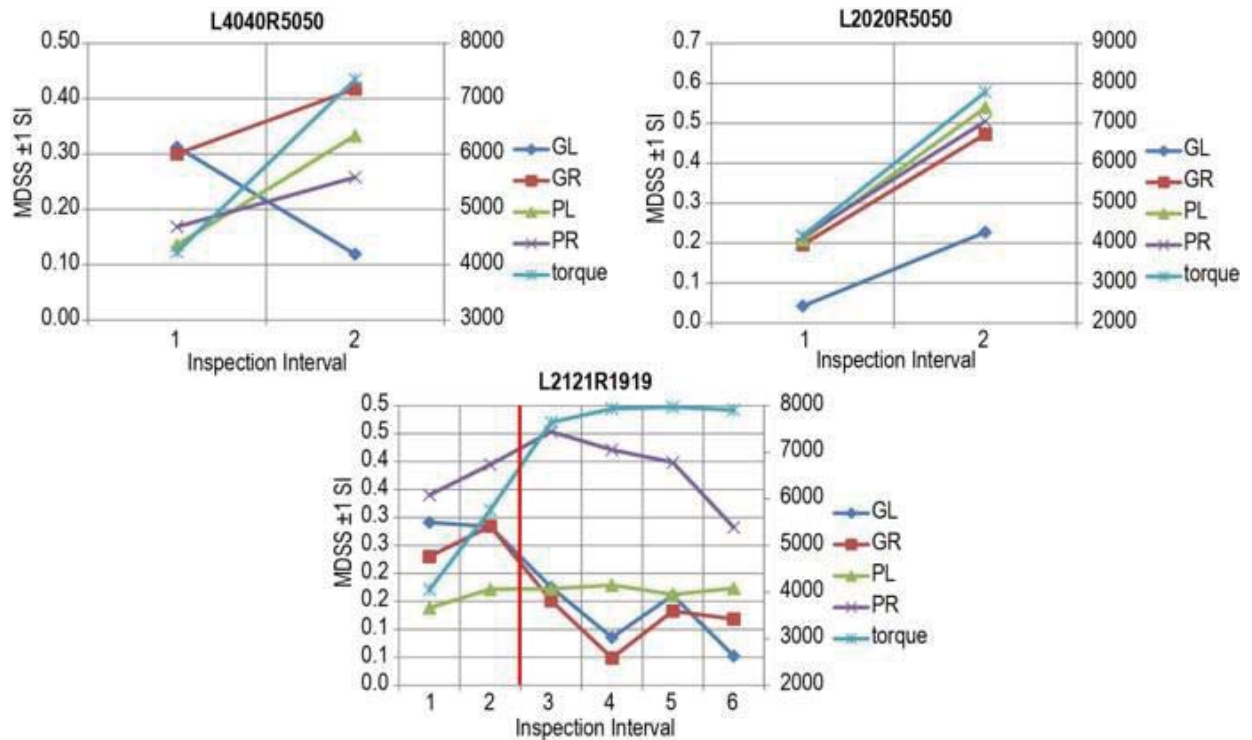 L4040R5050
MDSS ±1 SI
0.50
0.40
0.30
0.20
0.10
0.00
8000
7000
6000
5000
4000
3000
1 2
Inspection Interval
GL
GR
PL
PR
torque
L2020R5050
MDSS ±1 SI
0.7
0.6
0.5
0.4
0.3
0.2
0.1
0.0
9000
8000
7000
6000
5000
4000
3000
2000
1 2
Inspection Interval
GL
GR
PL
PR
torque
L2121R1919
MDSS ±1 SI
0.5
0.5
0.4
0.4
0.3
0.3
0.2
0.2
0.1
0.1
0.0
8000
7000
6000
5000
4000
3000
2000
1 2 3 4 5 6
Inspection Interval
GL
GR
PL
PR
torque